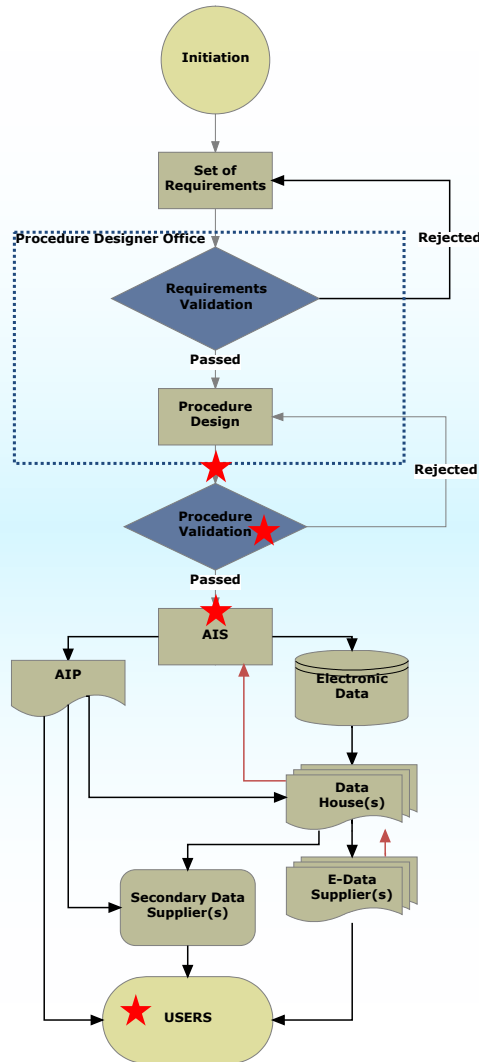 Initiation
Set of
Requirements
Procedure Designer Office
Rejected
Requirements
Validation
Passed
Procedure
Design
Rejected
Procedure
Validation
Passed
AIS
AIP
Electronic
Data
Data
House(s)
Secondary Data
Supplier(s)
E-Data
Supplier(s)
USERS